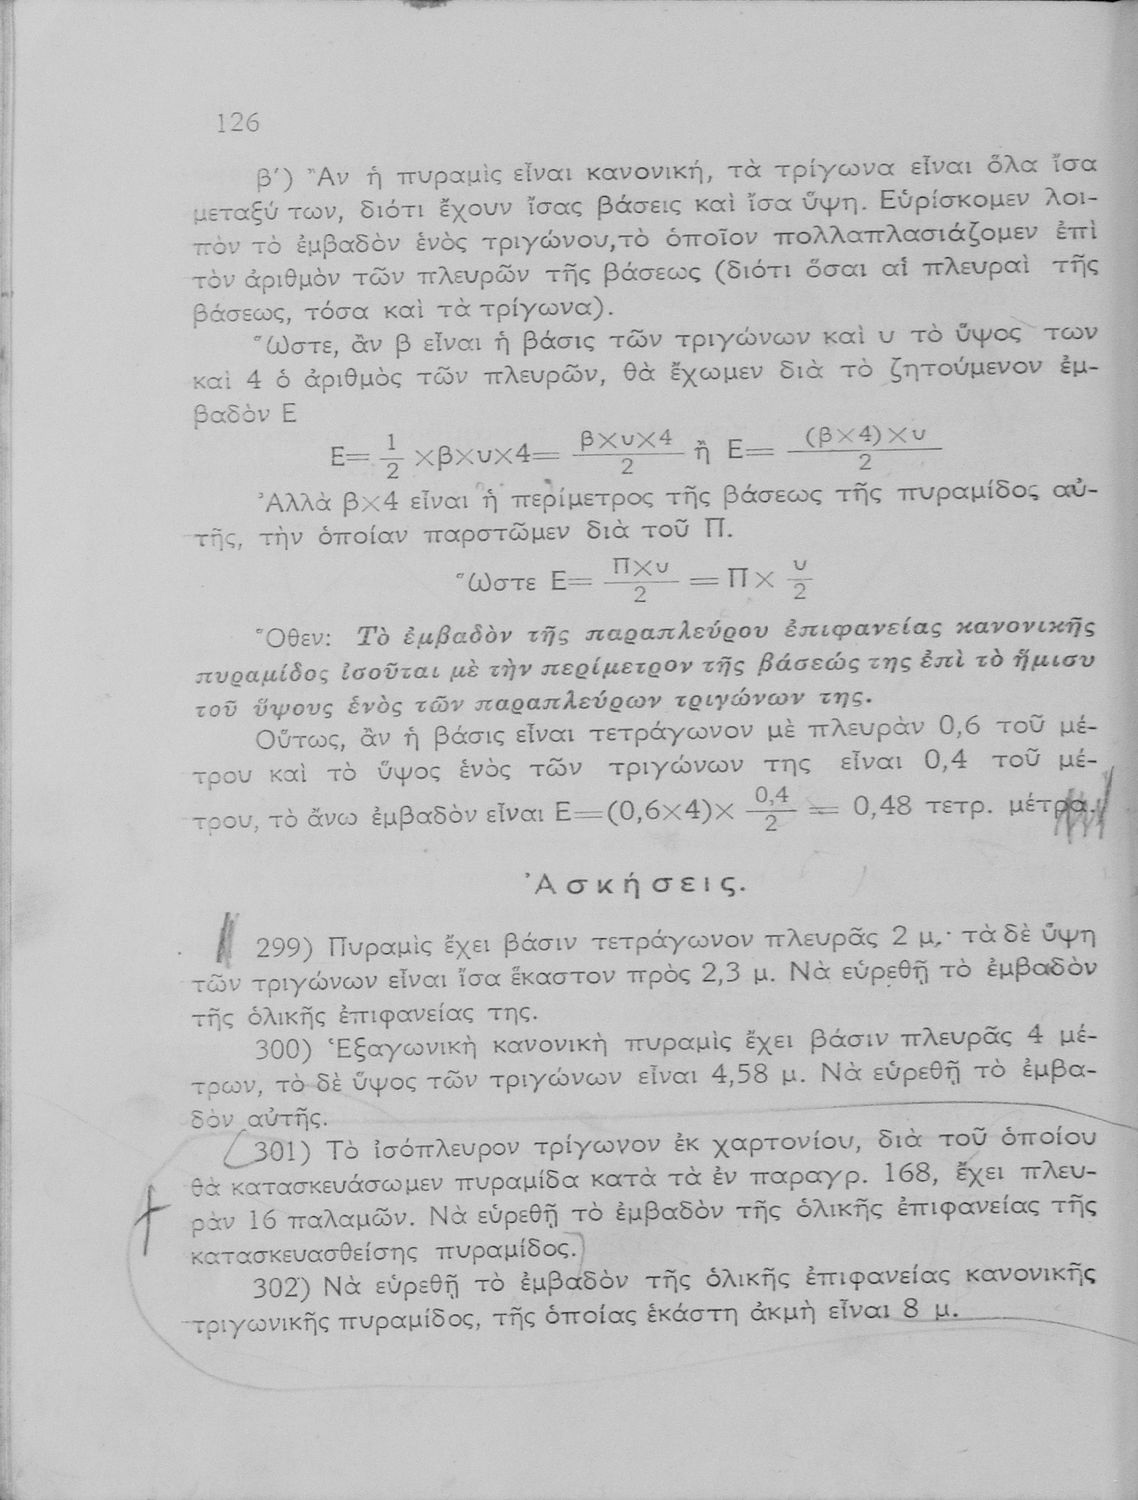 126
β′) Ἂν ἡ πυραμὶς εἶναι κανονική, τὰ τρίγωνα εἶναι ὅλα ἴσα
μεταξύ των, διότι ἔχουν ἴσας βάσεις καὶ ἴσα ὕψη. Εὑρίσκομεν λοι-
πὸν τὸ ἐμβαδὸν ἑνὸς τριγώνου,τὸ ὁποῖον πολλαπλασιάζομεν ἐπὶ
τὸν ἀριθμὸν τῶν πλευρῶν τῆς βάσεως (διότι ὅσαι αἱ πλευραὶ τῆς
βάσεως, τόσα καὶ τὰ τρίγωνα).
Ὥστε, ἂν β εἶναι ἡ βάσις τῶν τριγώνων καὶ υ τὸ ὕψος των
καὶ 4 ὁ ἀριθμὸς τῶν πλευρῶν, θὰ ἔχωμεν διὰ τὸ ζητούμενον ἐμ-
βαδὸν Ε
Ε= 1/2 ×β×υ×4= β×υ×4/2 ἢ Ε= (β×4)×υ/2
Ἀλλὰ β×4 εἶναι ἡ περίμετρος τῆς βάσεως τῆς πυραμίδος αὐ-
τῆς, τὴν ὁποίαν παρστῶμεν διὰ τοῦ Π.
Ὥστε Ε= Π×υ/2 = Π× υ/2
Ὅθεν: Τὸ ἐμβαδὸν τῆς παραπλεύρου ἐπιφανείας κανονικῆς
πυραμίδος ἰσοῦται μὲ τὴν περίμετρον τῆς βάσεώς της ἐπὶ τὸ ἥμισυ
τοῦ ὕψους ἑνὸς τῶν παραπλεύρων τριγώνων της.
Οὕτως, ἂν ἡ βάσις εἶναι τετράγωνον μὲ πλευρὰν 0,6 τοῦ μέ-
τρου καὶ τὸ ὕψος ἑνὸς τῶν τριγώνων της εἶναι 0,4 τοῦ μέ-
τρου, τὸ ἄνω ἐμβαδὸν εἶναι Ε=(0,6×4)× 0,4/2 = 0,48 τετρ. μέτρα.
Ἀσκήσεις.
299) Πυραμὶς ἔχει βάσιν τετράγωνον πλευρᾶς 2 μ,· τὰ δὲ ὕψη
τῶν τριγώνων εἶναι ἴσα ἕκαστον πρὸς 2,3 μ. Νὰ εὑρεθῇ τὸ ἐμβαδὸν
τῆς ὁλικῆς ἐπιφανείας της.
300) Ἑξαγωνικὴ κανονικὴ πυραμὶς ἔχει βάσιν πλευρᾶς 4 μέ-
τρων, τὸ δὲ ὕψος τῶν τριγώνων εἶναι 4,58 μ. Νὰ εὑρεθῇ τὸ ἐμβα-
δὸν αὐτῆς.
301) Τὸ ἰσόπλευρον τρίγωνον ἐκ χαρτονίου, διὰ τοῦ ὁποίου
θὰ κατασκευάσωμεν πυραμίδα κατὰ τὰ ἐν παραγρ. 168, ἔχει πλευ-
ρὰν 16 παλαμῶν. Νὰ εὑρεθῇ τὸ ἐμβαδὸν τῆς ὁλικῆς ἐπιφανείας τῆς
κατασκευασθείσης πυραμίδος.
302) Νὰ εὑρεθῇ τὸ ἐμβαδὸν τῆς ὁλικῆς ἐπιφανείας κανονικῆς
τριγωνικῆς πυραμίδος, τῆς ὁποίας ἑκάστη ἀκμὴ εἶναι 8 μ.